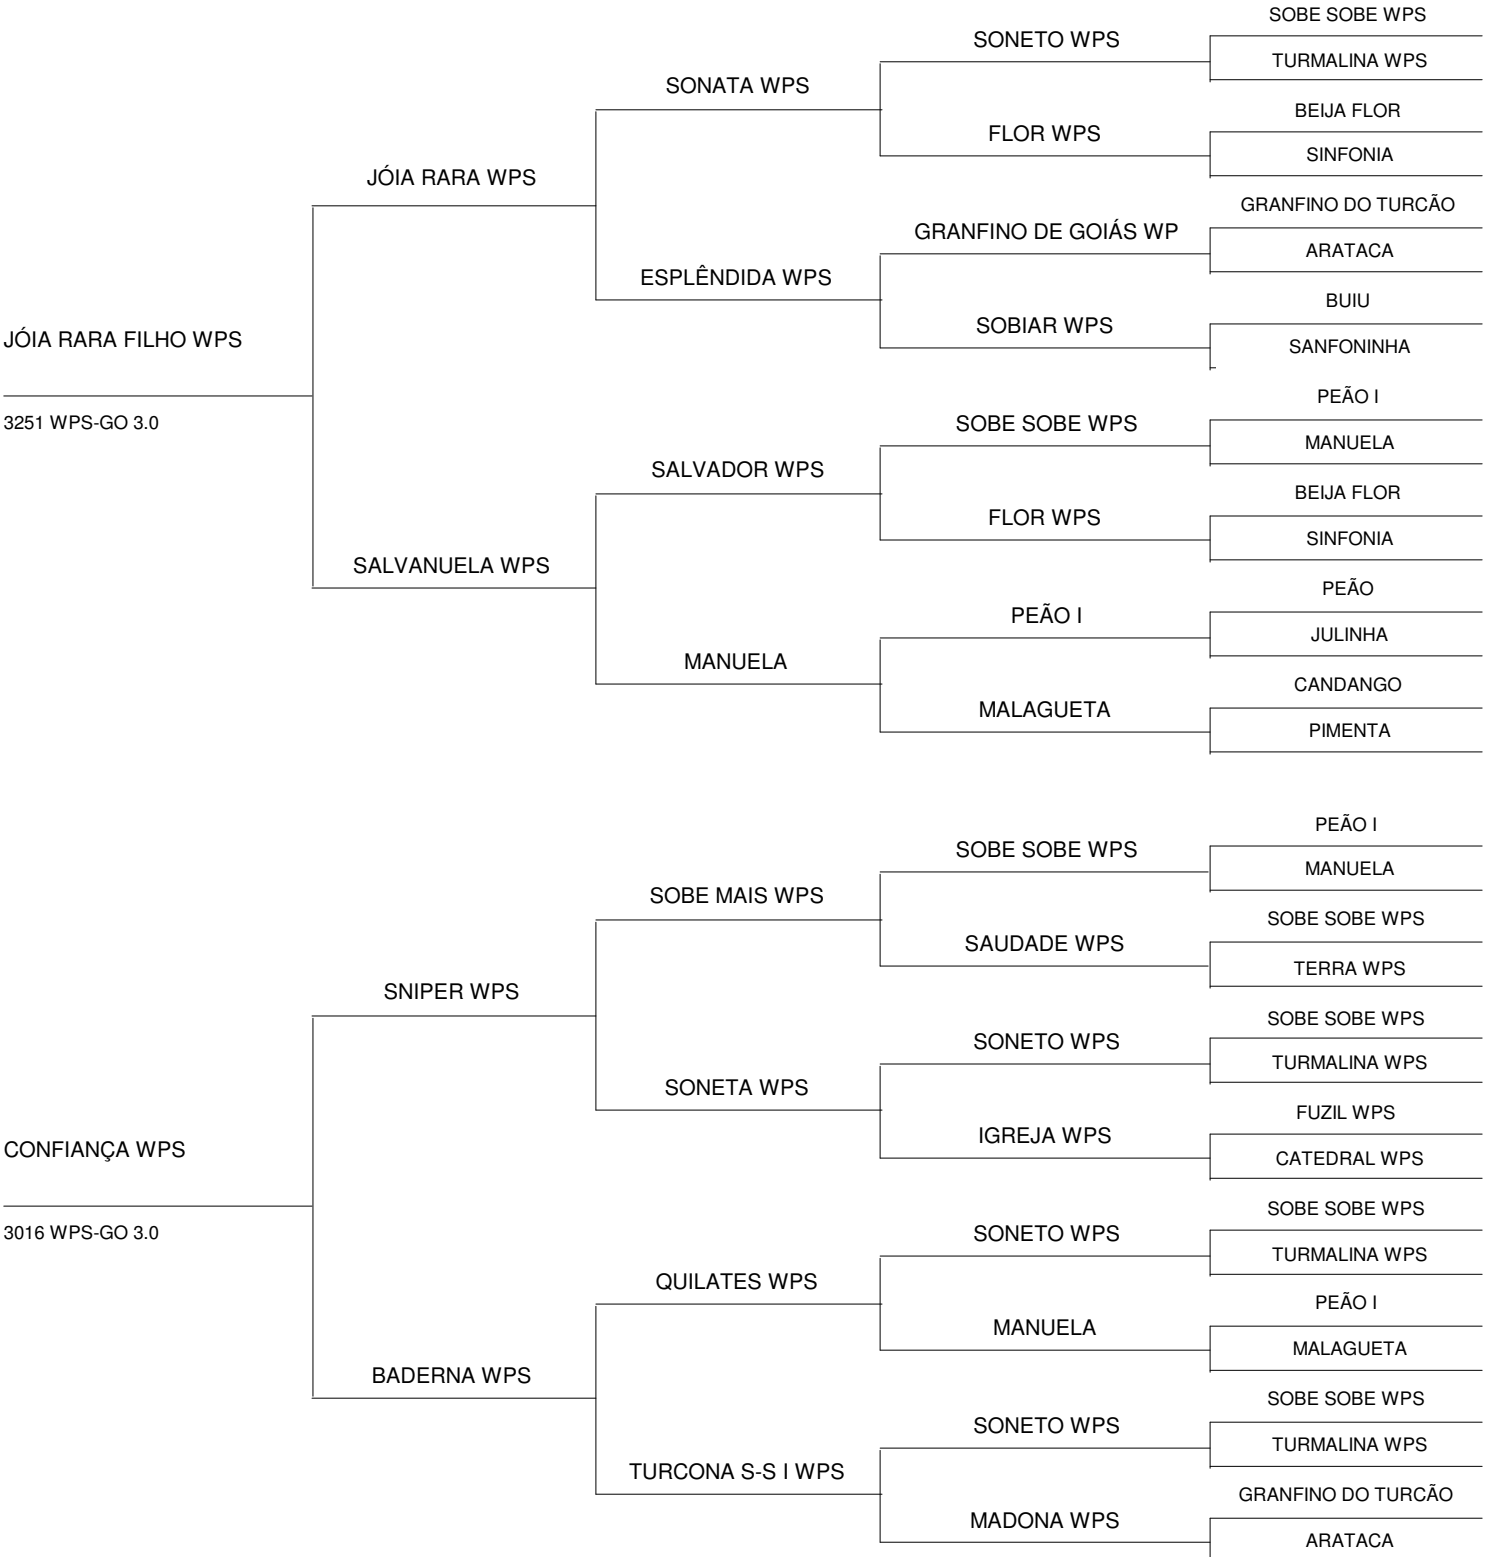 SOBE SOBE WPS
SONETO WPS
TURMALINA WPS
SONATA WPS
BEIJA FLOR
FLOR WPS
SINFONIA
JÓIA RARA WPS
GRANFINO DO TURCÃO
GRANFINO DE GOIÁS WP
ARATACA
ESPLÊNDIDA WPS
BUIU
SOBIAR WPS
SANFONINHA
JÓIA RARA FILHO WPS
3251 WPS-GO 3.0
PEÃO I
SOBE SOBE WPS
MANUELA
SALVADOR WPS
BEIJA FLOR
FLOR WPS
SINFONIA
SALVANUELA WPS
PEÃO
PEÃO I
JULINHA
MANUELA
CANDANGO
MALAGUETA
PIMENTA
PEÃO I
SOBE SOBE WPS
MANUELA
SOBE MAIS WPS
SOBE SOBE WPS
SAUDADE WPS
TERRA WPS
SNIPER WPS
SOBE SOBE WPS
SONETO WPS
TURMALINA WPS
SONETA WPS
FUZIL WPS
IGREJA WPS
CATEDRAL WPS
CONFIANÇA WPS
3016 WPS-GO 3.0
SOBE SOBE WPS
SONETO WPS
TURMALINA WPS
QUILATES WPS
PEÃO I
MANUELA
MALAGUETA
BADERNA WPS
SOBE SOBE WPS
SONETO WPS
TURMALINA WPS
TURCONA S-S I WPS
GRANFINO DO TURCÃO
MADONA WPS
ARATACA